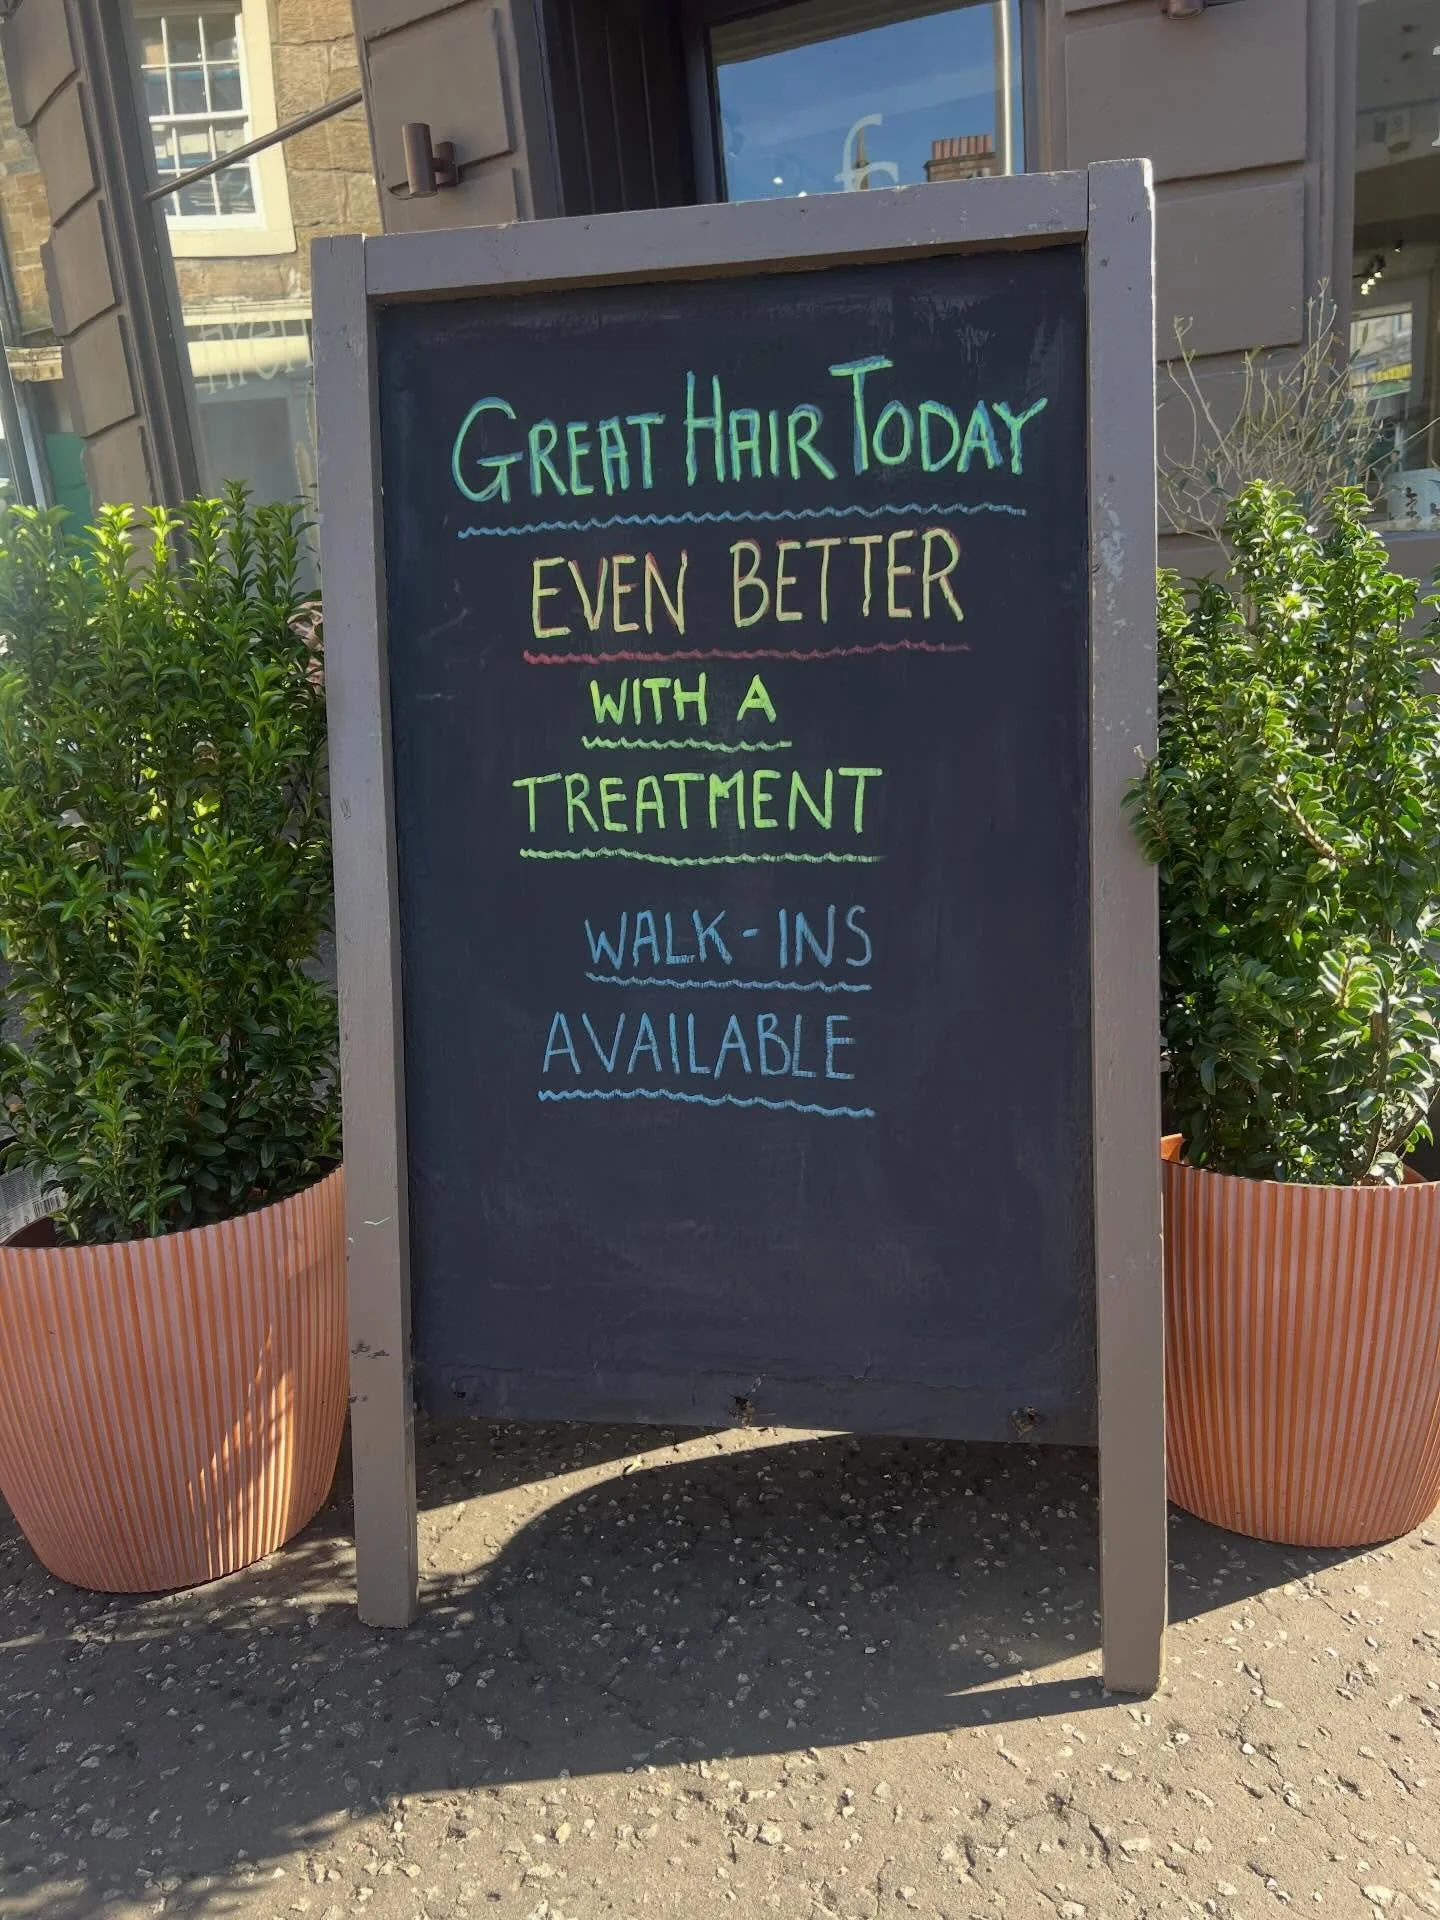 GREAT HAIR TODAY
EVEN BETTER
WITH A
TREATMENT
WALK-INS
AVAILABLE